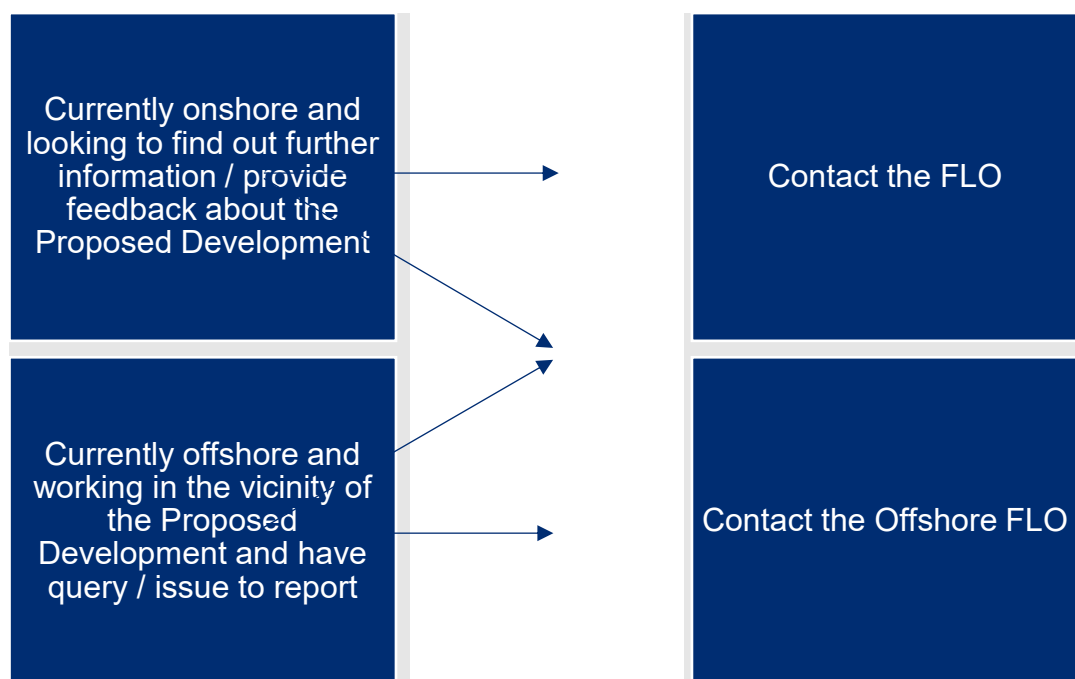 Currently onshore and
looking to find out further
information / provide
feedback about the
Proposed Development
Contact the FLO
Currently offshore and
working in the vicinity of
the Proposed
Development and have
query / issue to report
Contact the Offshore FLO